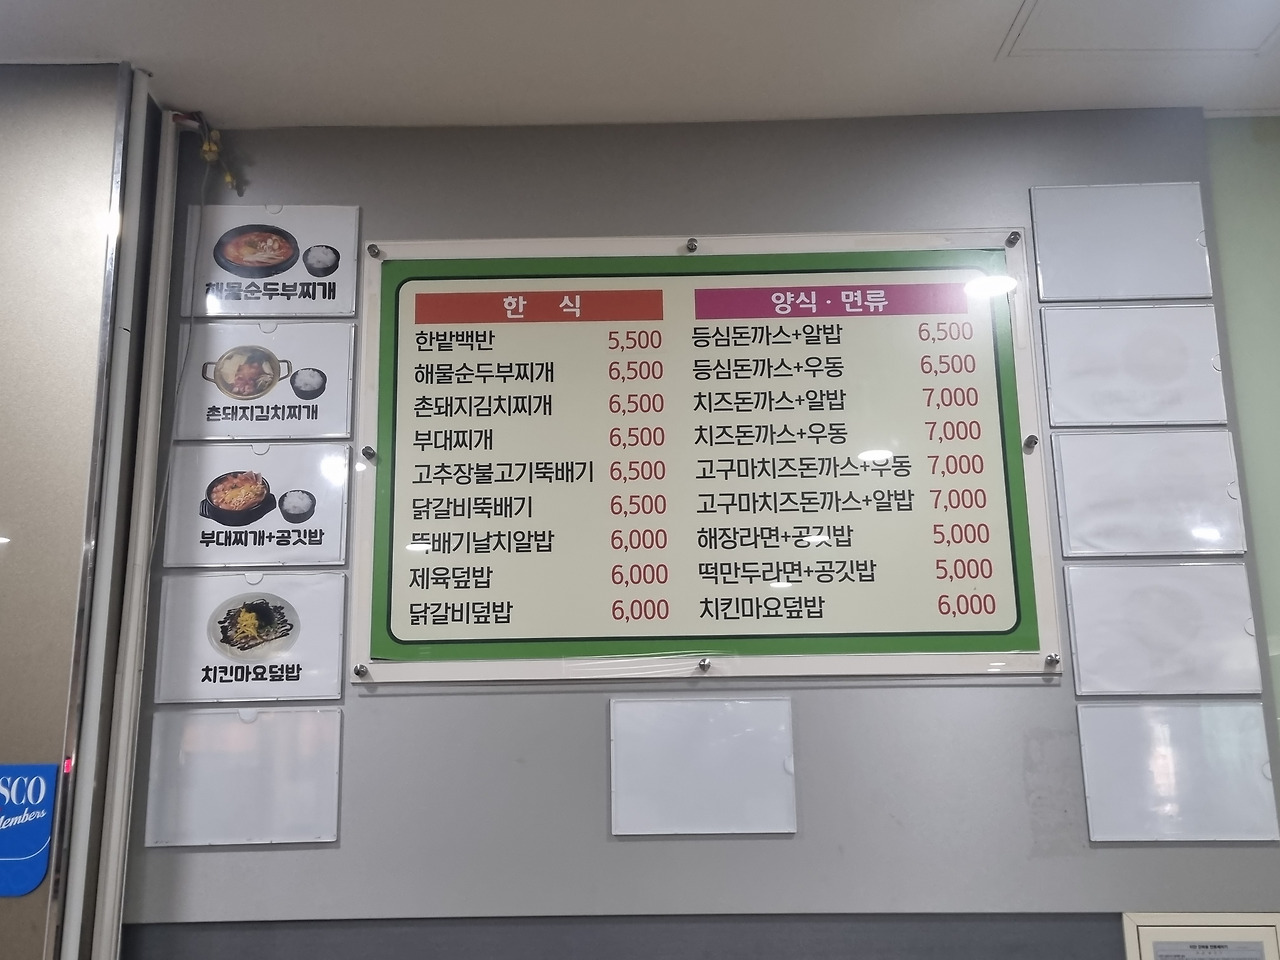 해물순두부찌개
촌돼지김치찌개
부대찌개+공깃밥
치킨마요덮밥
한 식
한밭백반 5,500
해물순두부찌개 6,500
촌돼지김치찌개 6,500
부대찌개 6,500
고추장불고기뚝배기 6,500
닭갈비뚝배기 6,500
뚝배기날치알밥 6,000
제육덮밥 6,000
닭갈비덮밥 6,000
양식·면류
등심돈까스+알밥 6,500
등심돈까스+우동 6,500
치즈돈까스+알밥 7,000
치즈돈까스+우동 7,000
고구마치즈돈까스+우동 7,000
고구마치즈돈까스+알밥 7,000
해장라면+공깃밥 5,000
떡만두라면+공깃밥 5,000
치킨마요덮밥 6,000
SCO
Members